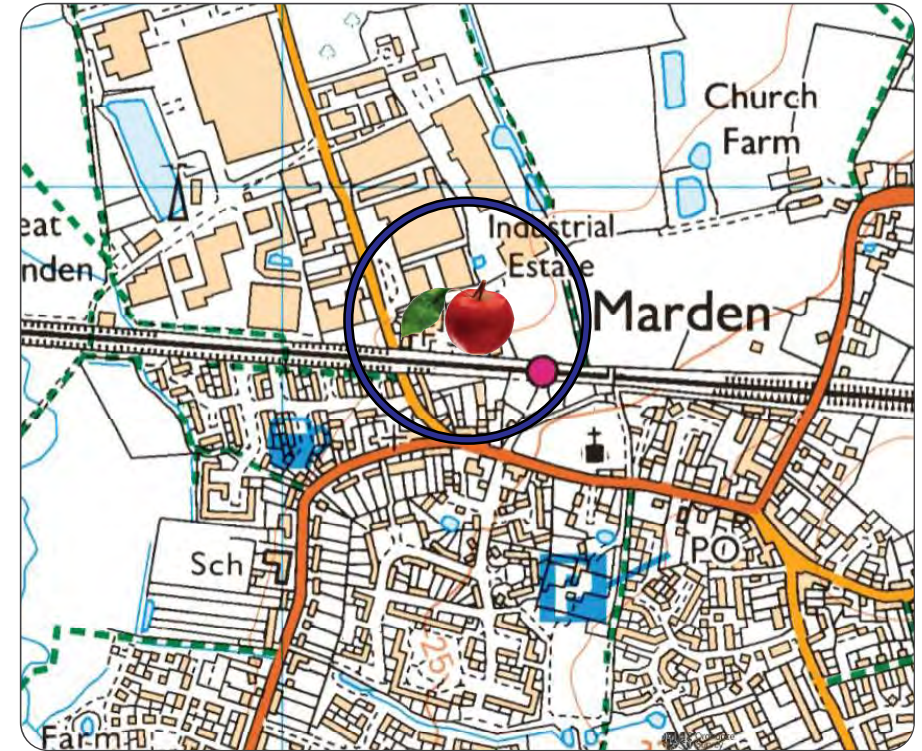 Church
Farm
Industrial
Estate
eat
nden
Marden
Sch
P
PO
25
Farm